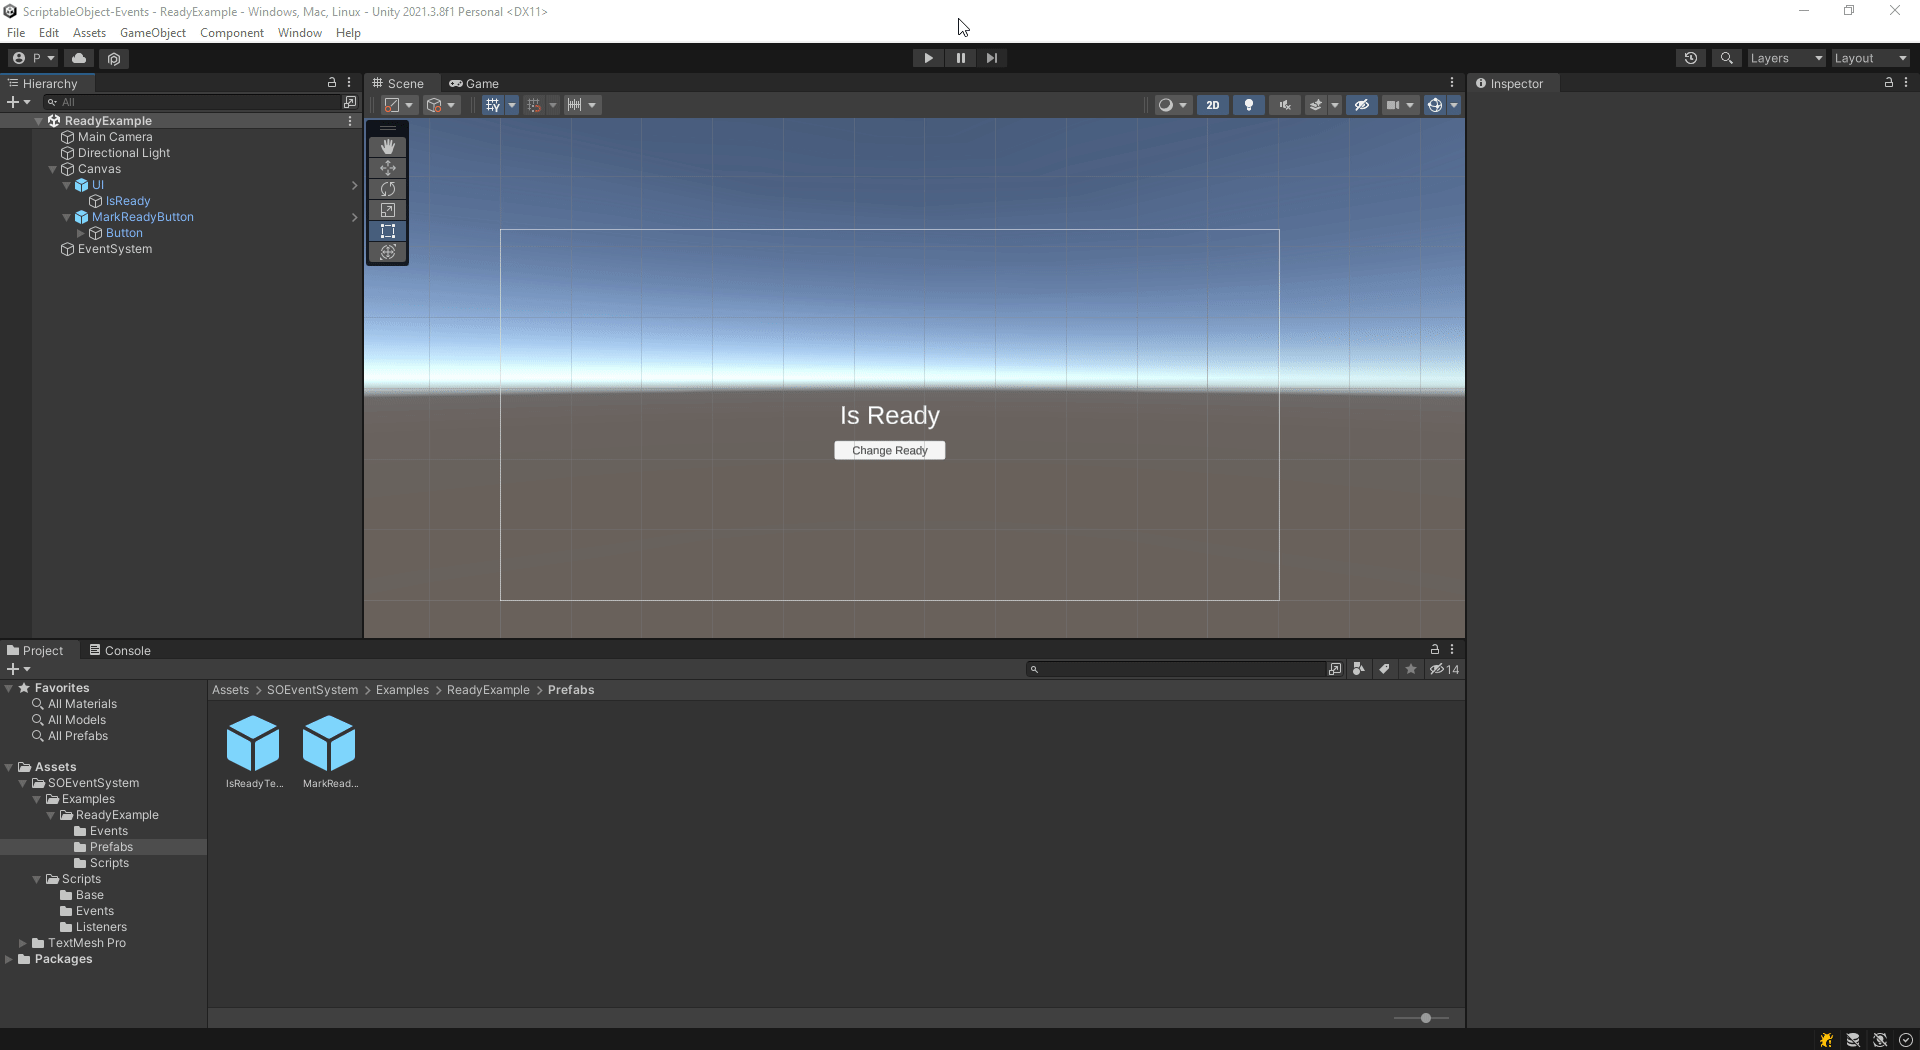 ScriptableObject-Events - ReadyExample - Windows, Mac, Linux - Unity 2021.3.8f1 Personal <DX11>
File Edit Assets GameObject Component Window Help
P
Layers Layout
Hierarchy
All
ReadyExample
Main Camera
Directional Light
Canvas
UI
IsReady
MarkReadyButton
Button
EventSystem
Scene Game
2D
Is Ready
Change Ready
Inspector
Project Console
14
Favorites
All Materials
All Models
All Prefabs
Assets
SOEventSystem
Examples
ReadyExample
Events
Prefabs
Scripts
Scripts
Base
Events
Listeners
TextMesh Pro
Packages
Assets > SOEventSystem > Examples > ReadyExample > Prefabs
IsReadyTe... MarkRead...